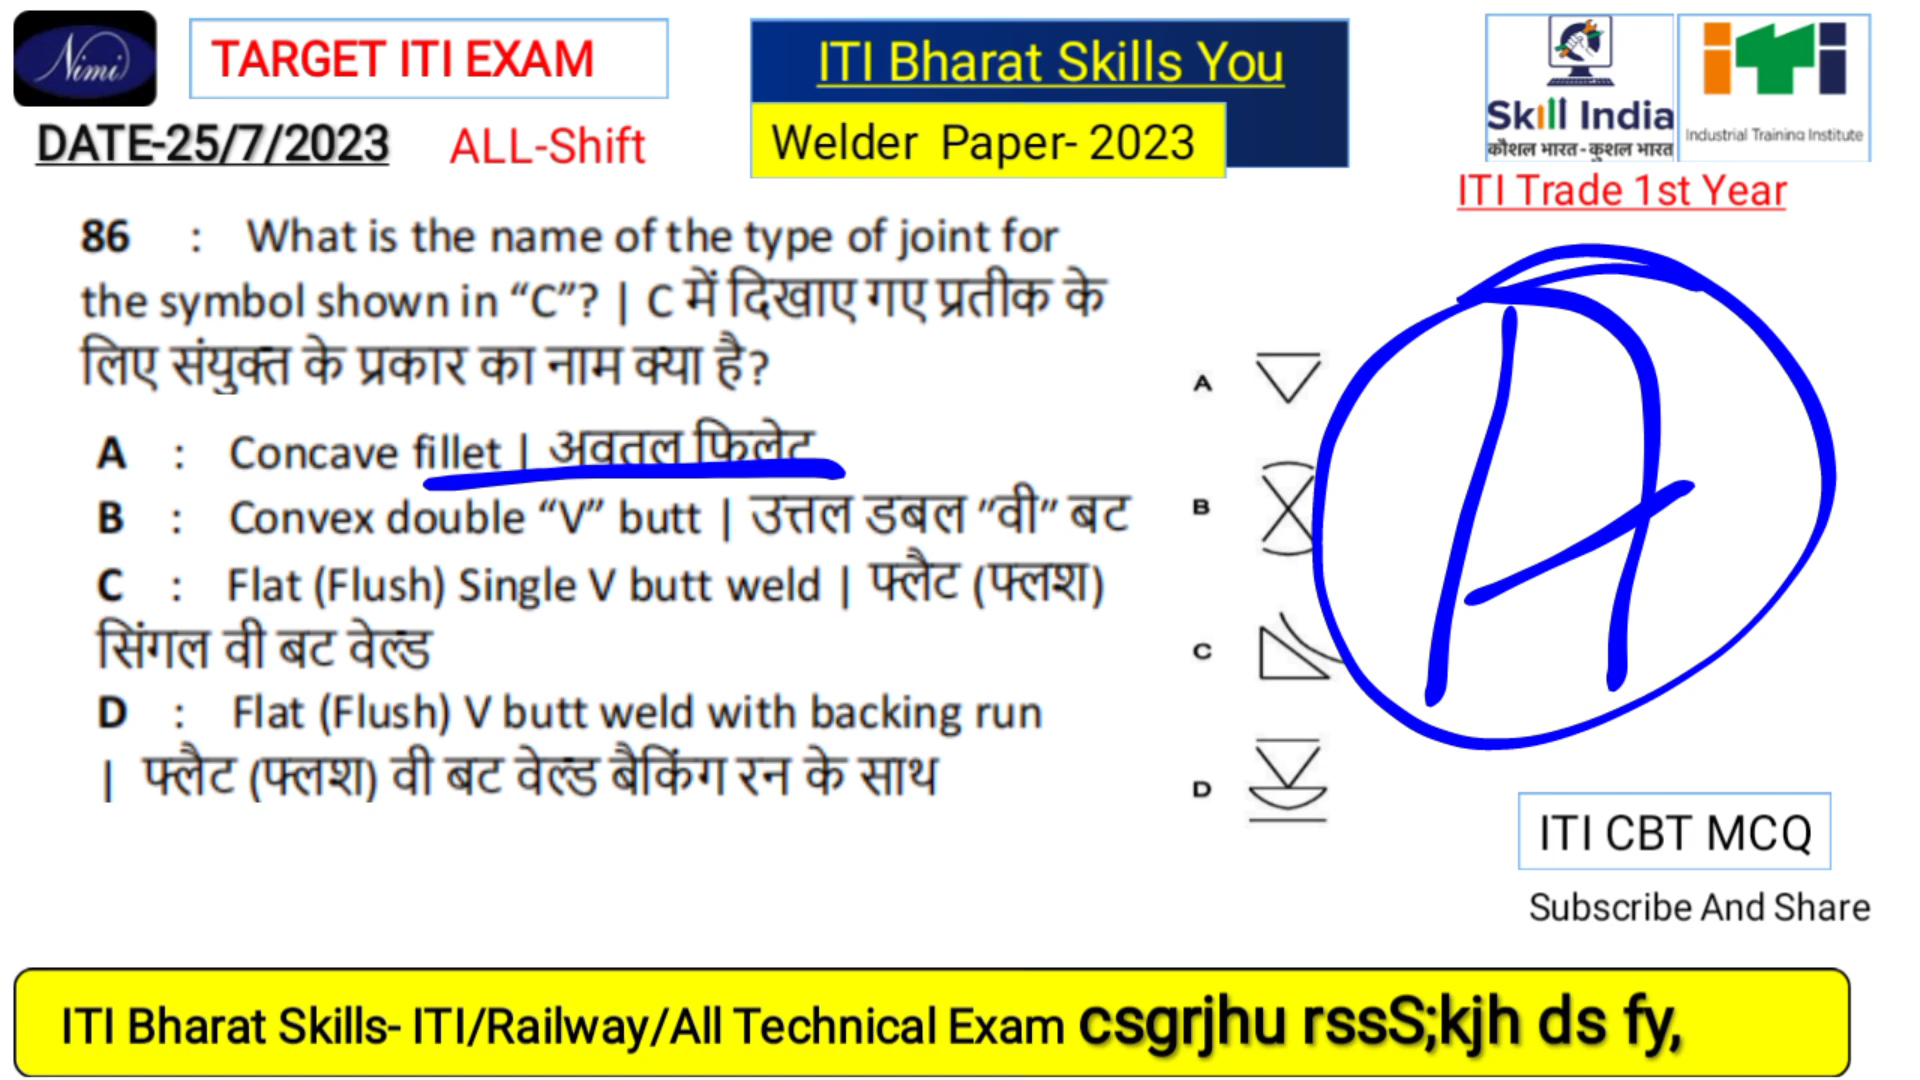 Nimi
TARGET ITI EXAM
ITI Bharat Skills You
DATE-25/7/2023
ALL-Shift
Welder Paper- 2023
Skill India
कौशल भारत - कुशल भारत
iTi
Industrial Training Institute
ITI Trade 1st Year
86 : What is the name of the type of joint for
the symbol shown in “C”? | C में दिखाए गए प्रतीक के
लिए संयुक्त के प्रकार का नाम क्या है?
A : Concave fillet | अवतल फिलेट
B : Convex double “V” butt | उत्तल डबल ”वी” बट
C : Flat (Flush) Single V butt weld | फ्लैट (फ्लश)
सिंगल वी बट वेल्ड
D : Flat (Flush) V butt weld with backing run
| फ्लैट (फ्लश) वी बट वेल्ड बैकिंग रन के साथ
A
B
C
D
A
ITI CBT MCQ
Subscribe And Share
ITI Bharat Skills- ITI/Railway/All Technical Exam csgrjhu rssS;kjh ds fy,